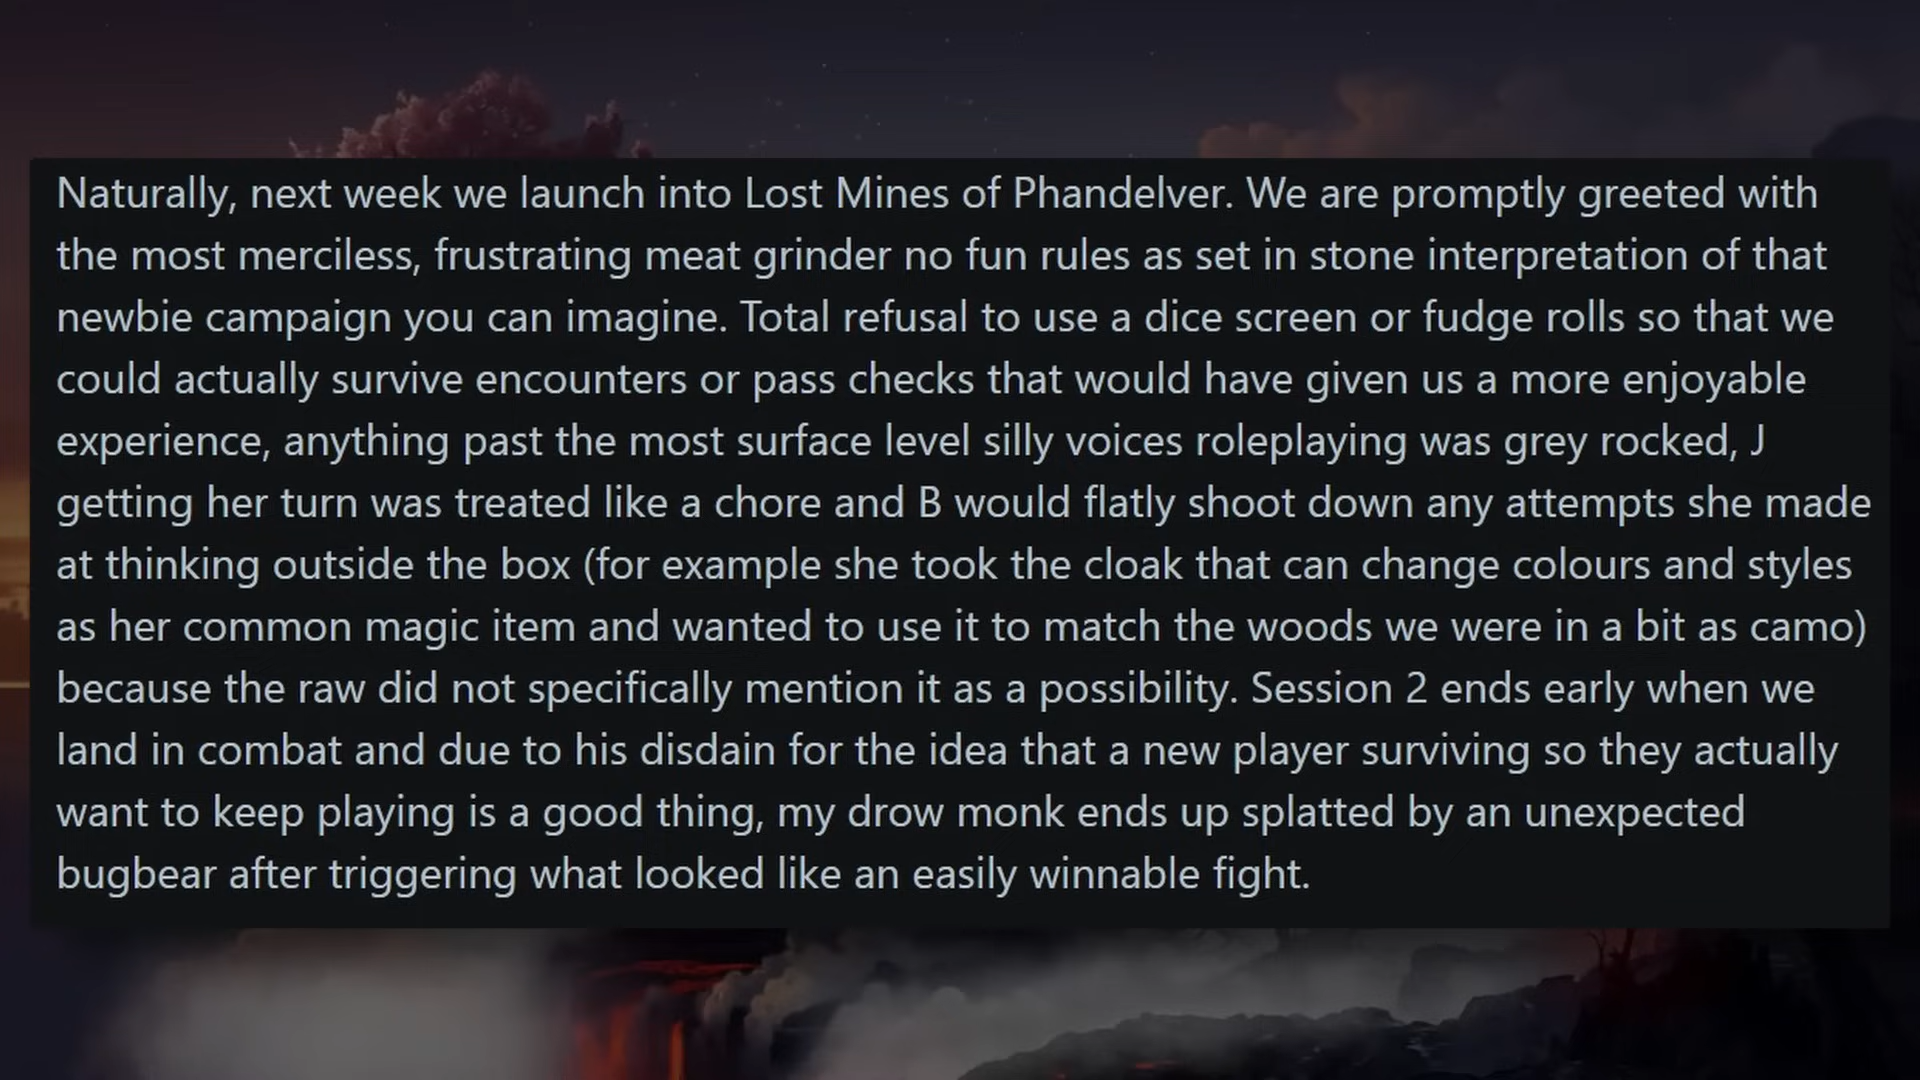 Naturally, next week we launch into Lost Mines of Phandelver. We are promptly greeted with
the most merciless, frustrating meat grinder no fun rules as set in stone interpretation of that
newbie campaign you can imagine. Total refusal to use a dice screen or fudge rolls so that we
could actually survive encounters or pass checks that would have given us a more enjoyable
experience, anything past the most surface level silly voices roleplaying was grey rocked, J
getting her turn was treated like a chore and B would flatly shoot down any attempts she made
at thinking outside the box (for example she took the cloak that can change colours and styles
as her common magic item and wanted to use it to match the woods we were in a bit as camo)
because the raw did not specifically mention it as a possibility. Session 2 ends early when we
land in combat and due to his disdain for the idea that a new player surviving so they actually
want to keep playing is a good thing, my drow monk ends up splatted by an unexpected
bugbear after triggering what looked like an easily winnable fight.